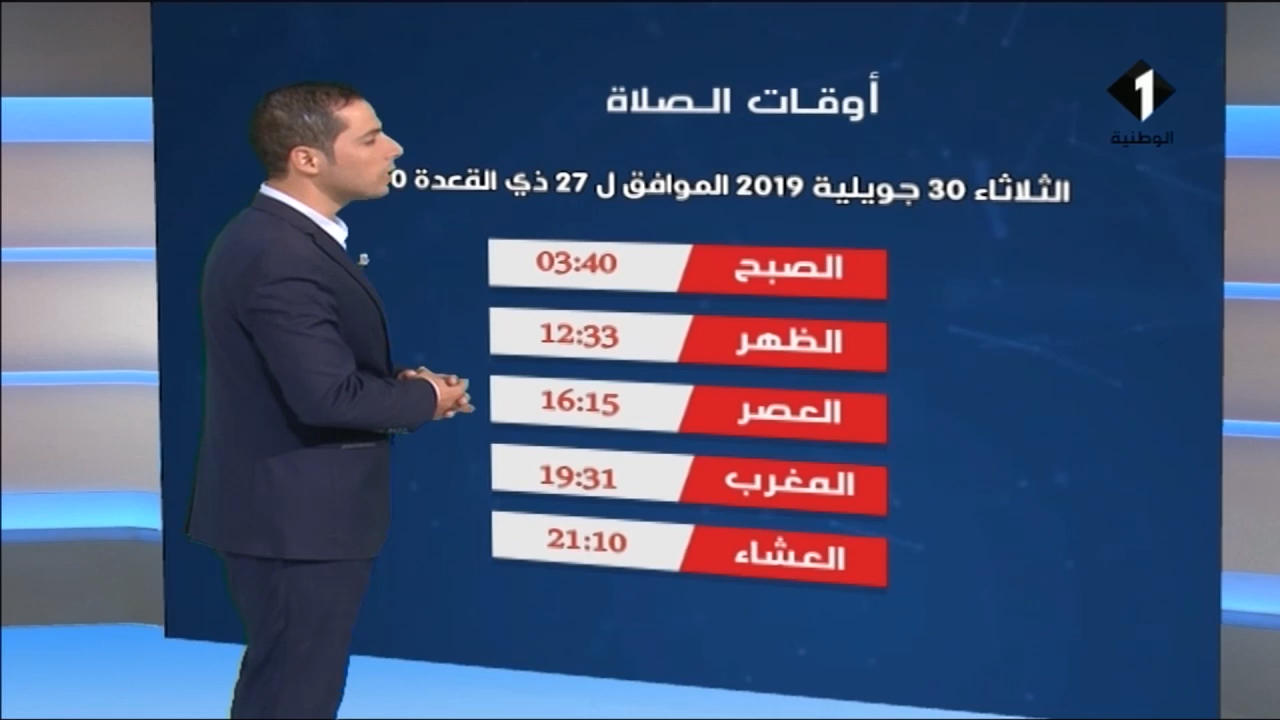 أوقات الصلاة
1
الوطنية
الثلاثاء 30 جويلية 2019 الموافق ل 27 ذي القعدة
الصبح 03:40
الظهر 12:33
العصر 16:15
المغرب 19:31
العشاء 21:10